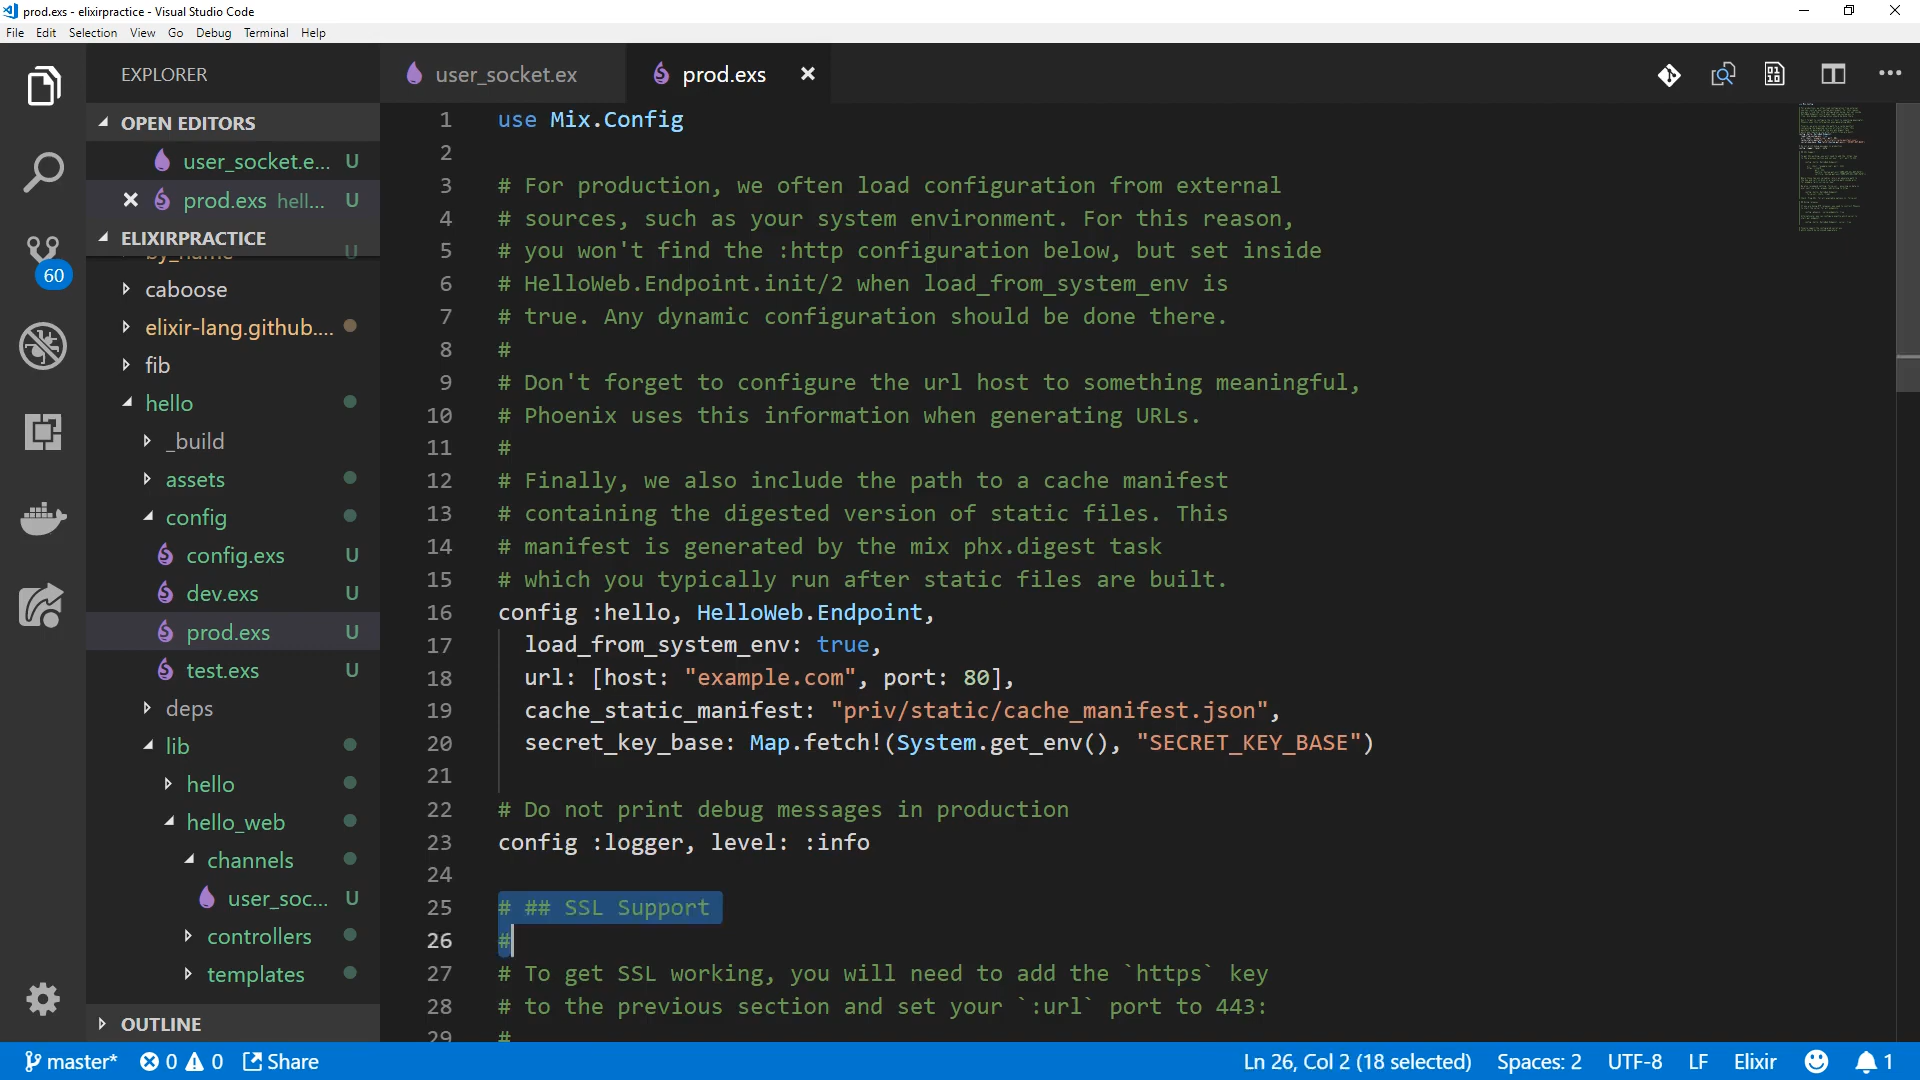 prod.exs - elixirpractice - Visual Studio Code
File Edit Selection View Go Debug Terminal Help
EXPLORER
OPEN EDITORS
user_socket.e... U
prod.exs hell... U
ELIXIRPRACTICE
by_name U
caboose
elixir-lang.github....
fib
hello
_build
assets
config
config.exs U
dev.exs U
prod.exs U
test.exs U
deps
lib
hello
hello_web
channels
user_soc... U
controllers
templates
OUTLINE
60
user_socket.ex prod.exs
1 use Mix.Config
2
3 # For production, we often load configuration from external
4 # sources, such as your system environment. For this reason,
5 # you won't find the :http configuration below, but set inside
6 # HelloWeb.Endpoint.init/2 when load_from_system_env is
7 # true. Any dynamic configuration should be done there.
8 #
9 # Don't forget to configure the url host to something meaningful,
10 # Phoenix uses this information when generating URLs.
11 #
12 # Finally, we also include the path to a cache manifest
13 # containing the digested version of static files. This
14 # manifest is generated by the mix phx.digest task
15 # which you typically run after static files are built.
16 config :hello, HelloWeb.Endpoint,
17 load_from_system_env: true,
18 url: [host: "example.com", port: 80],
19 cache_static_manifest: "priv/static/cache_manifest.json",
20 secret_key_base: Map.fetch!(System.get_env(), "SECRET_KEY_BASE")
21
22 # Do not print debug messages in production
23 config :logger, level: :info
24
25 # ## SSL Support
26 #
27 # To get SSL working, you will need to add the `https` key
28 # to the previous section and set your `:url` port to 443:
29 #
master* 0 0 Share Ln 26, Col 2 (18 selected) Spaces: 2 UTF-8 LF Elixir 1